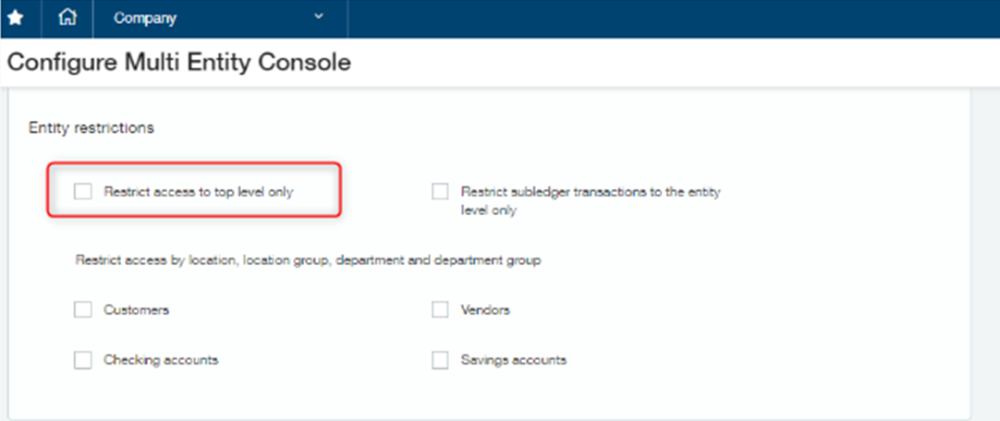 Company
Configure Multi Entity Console
Entity restrictions
Restrict access to top level only
Restrict subledger transactions to the entity
level only
Restrict access by location, location group, department and department group
Customers
Vendors
Checking accounts
Savings accounts